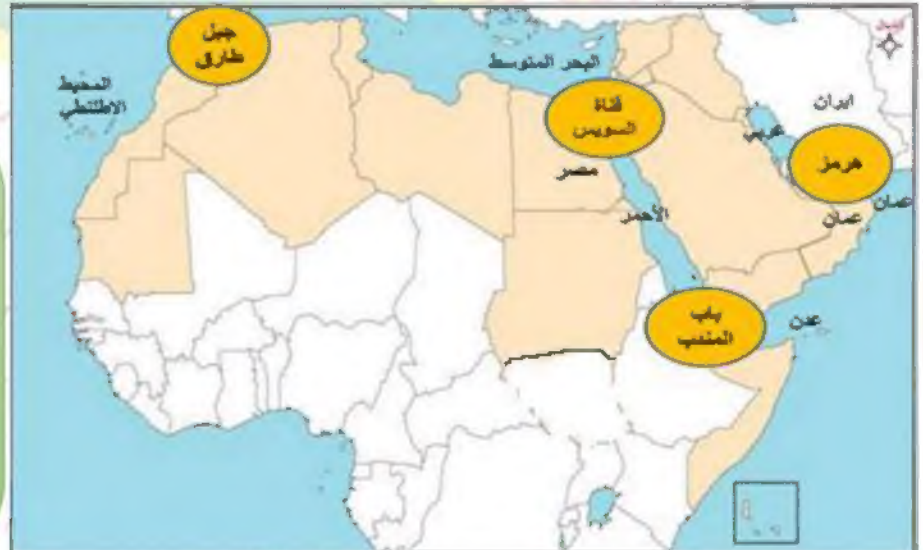 جبل
طارق
المحيط
الاطلنطي
البحر المتوسط
قناة
السويس
ايران
عربي
هرمز
مصر
الأحمر
عمان
عمان
باب
المندب
عدن